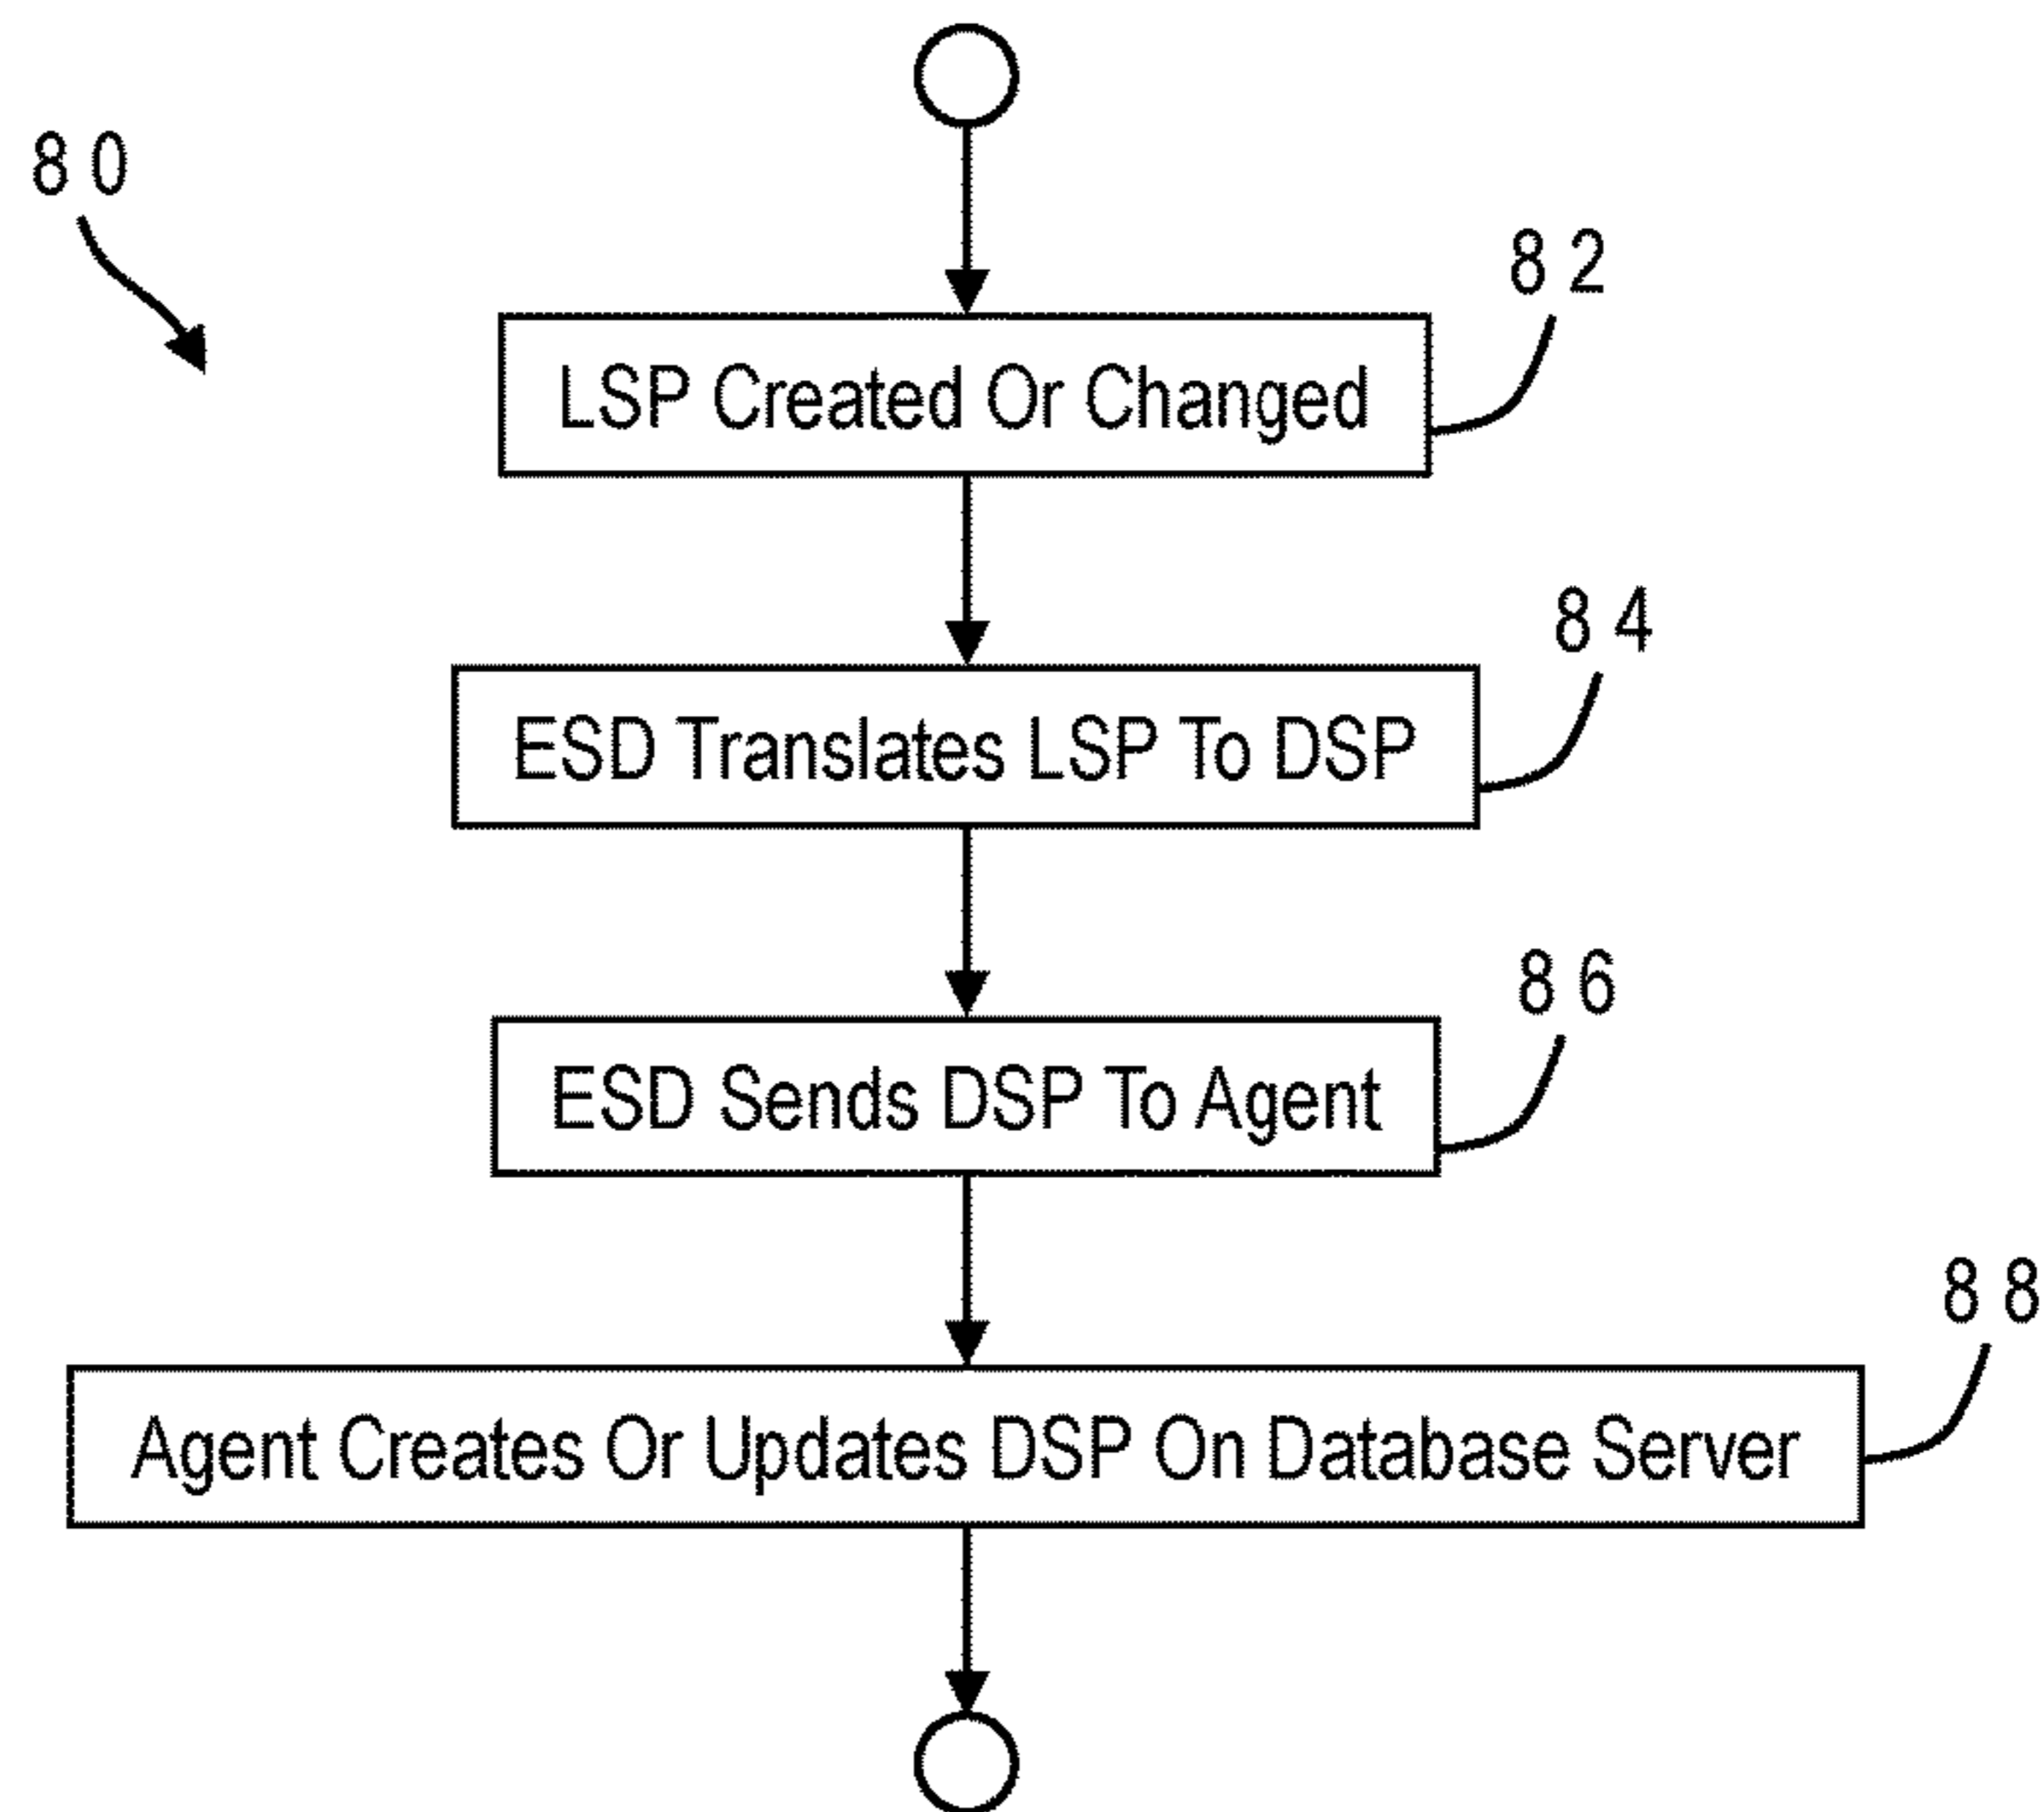 80
82
LSP Created Or Changed
84
ESD Translates LSP To DSP
86
ESD Sends DSP To Agent
88
Agent Creates Or Updates DSP On Database Server